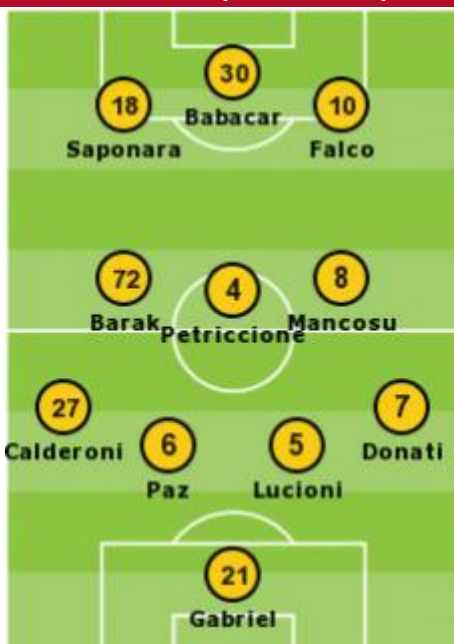 30
Babacar
18
Saponara
10
Falco
72
Barak
4
Petriccione
8
Mancosu
27
Calderoni
6
Paz
5
Lucioni
7
Donati
21
Gabriel